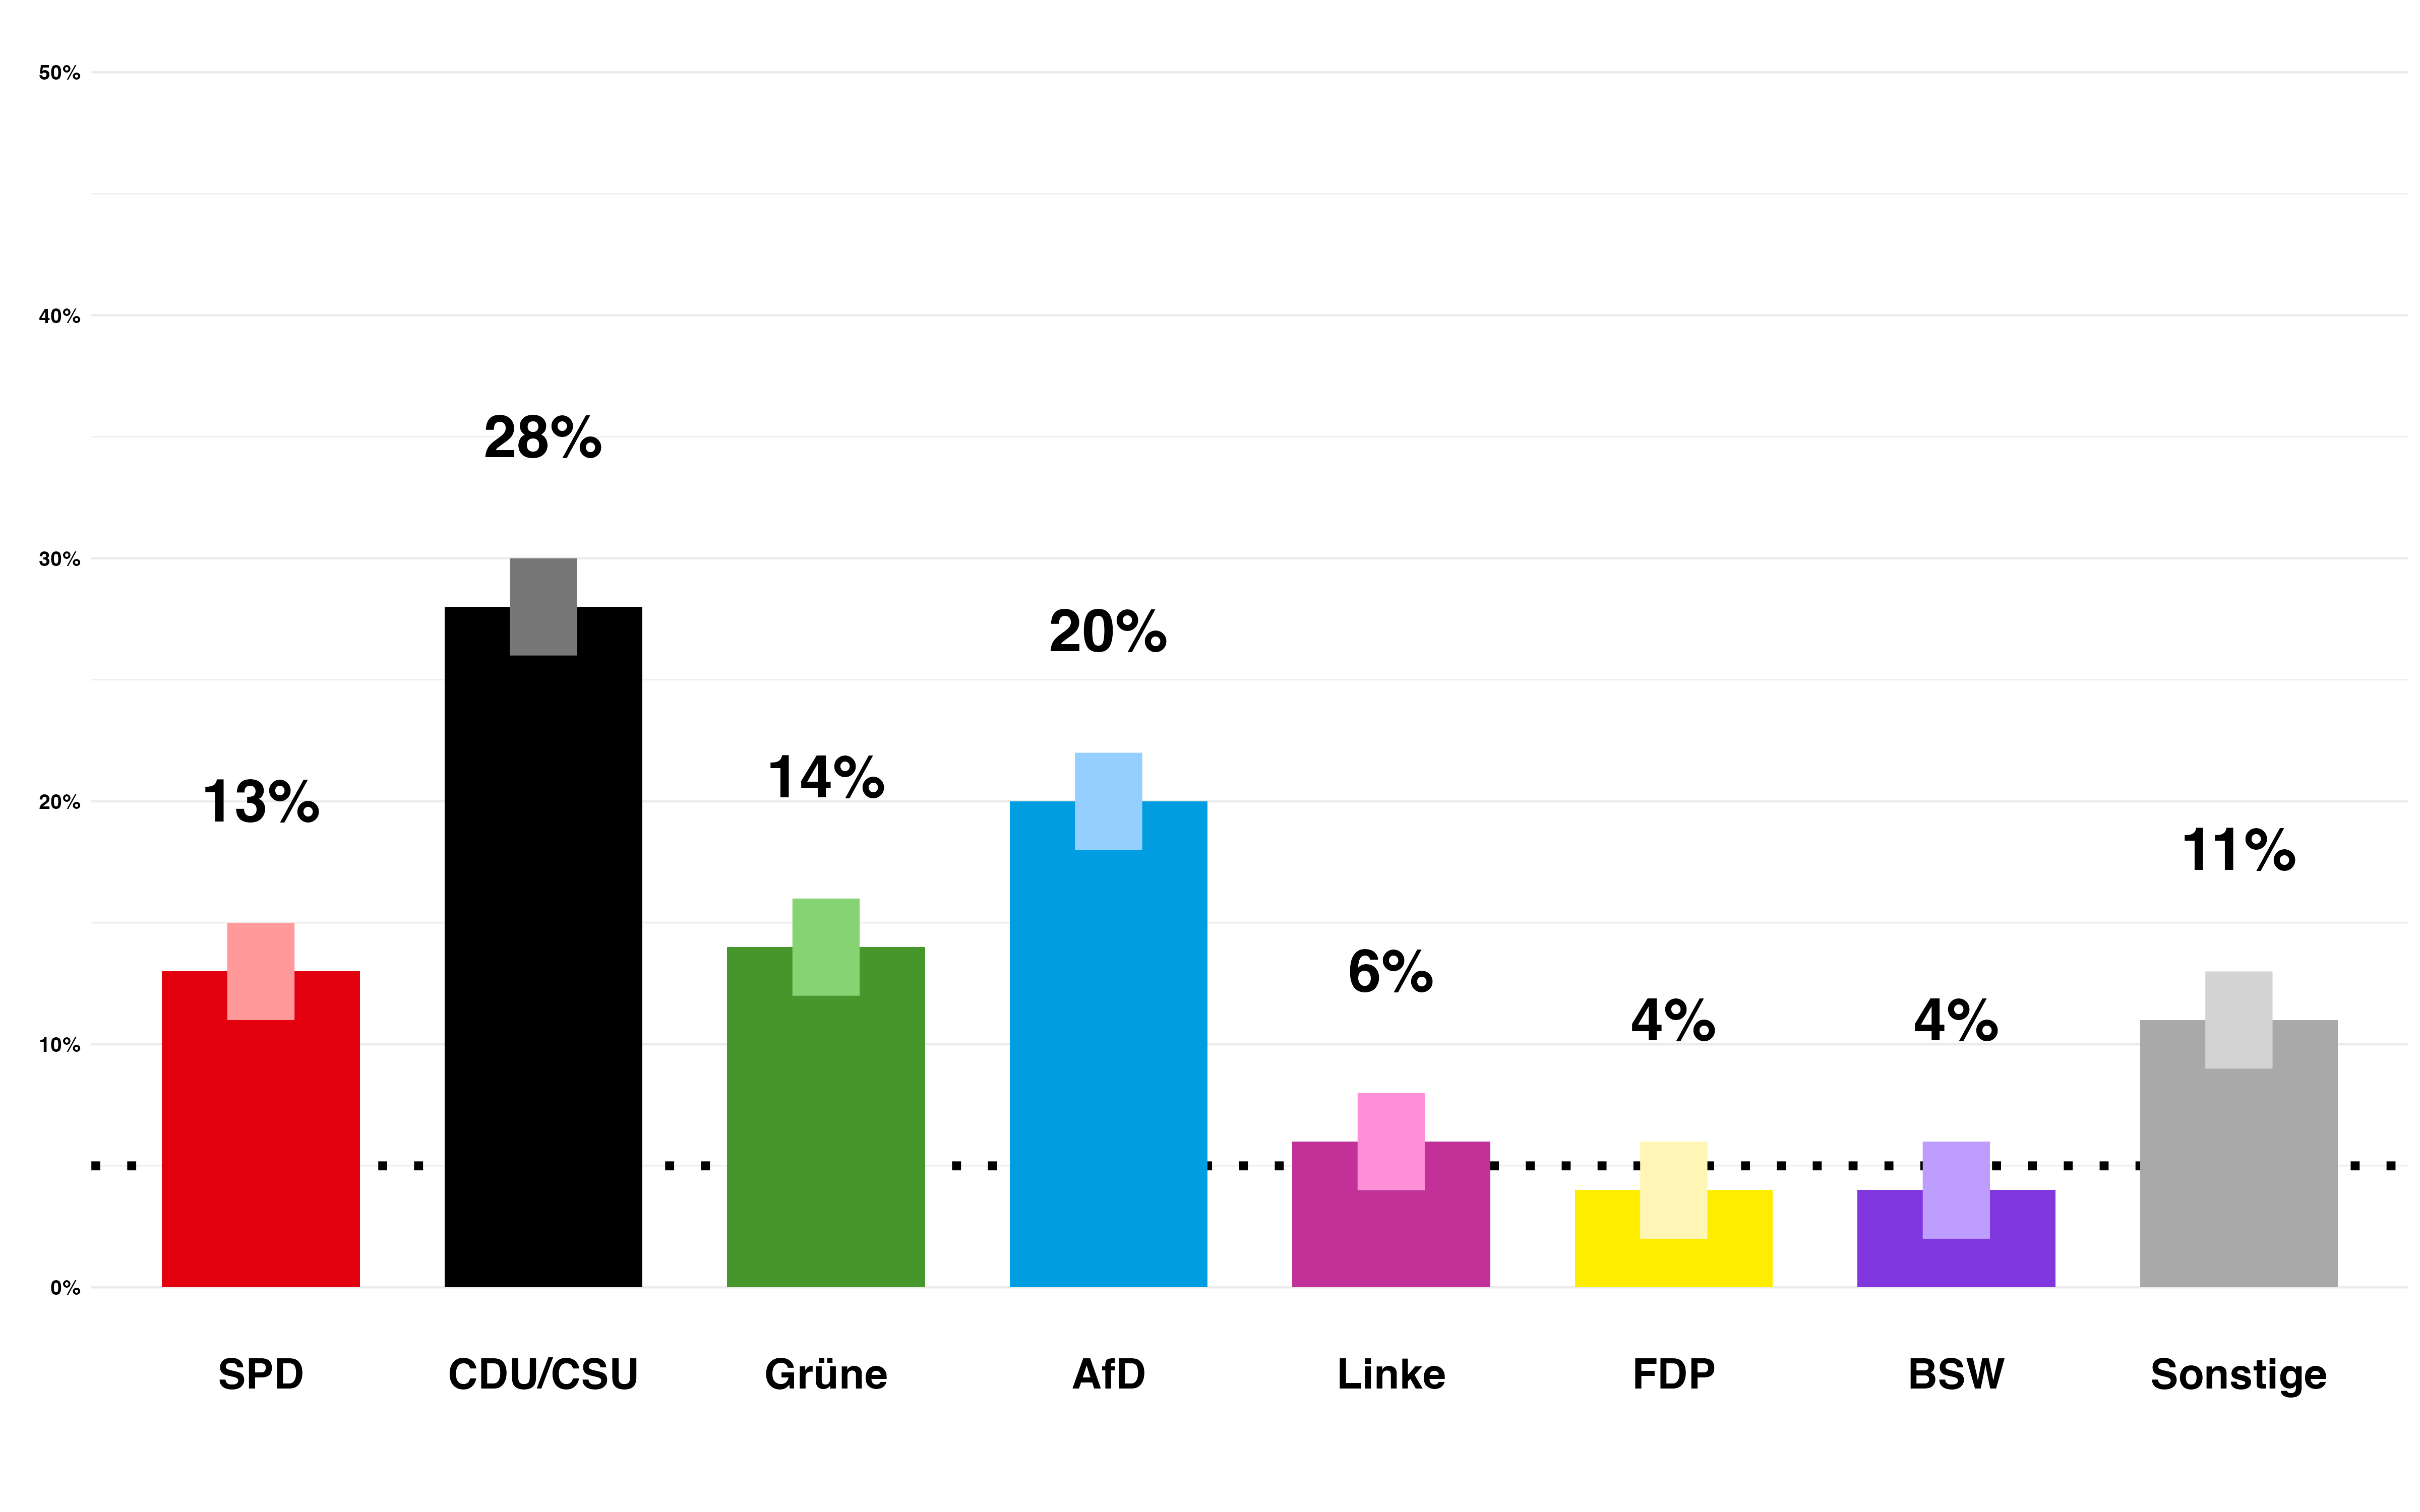 50%
40%
30%
20%
10%
0%
13%
28%
14%
20%
6%
4%
4%
11%
SPD
CDU/CSU
Grüne
AfD
Linke
FDP
BSW
Sonstige